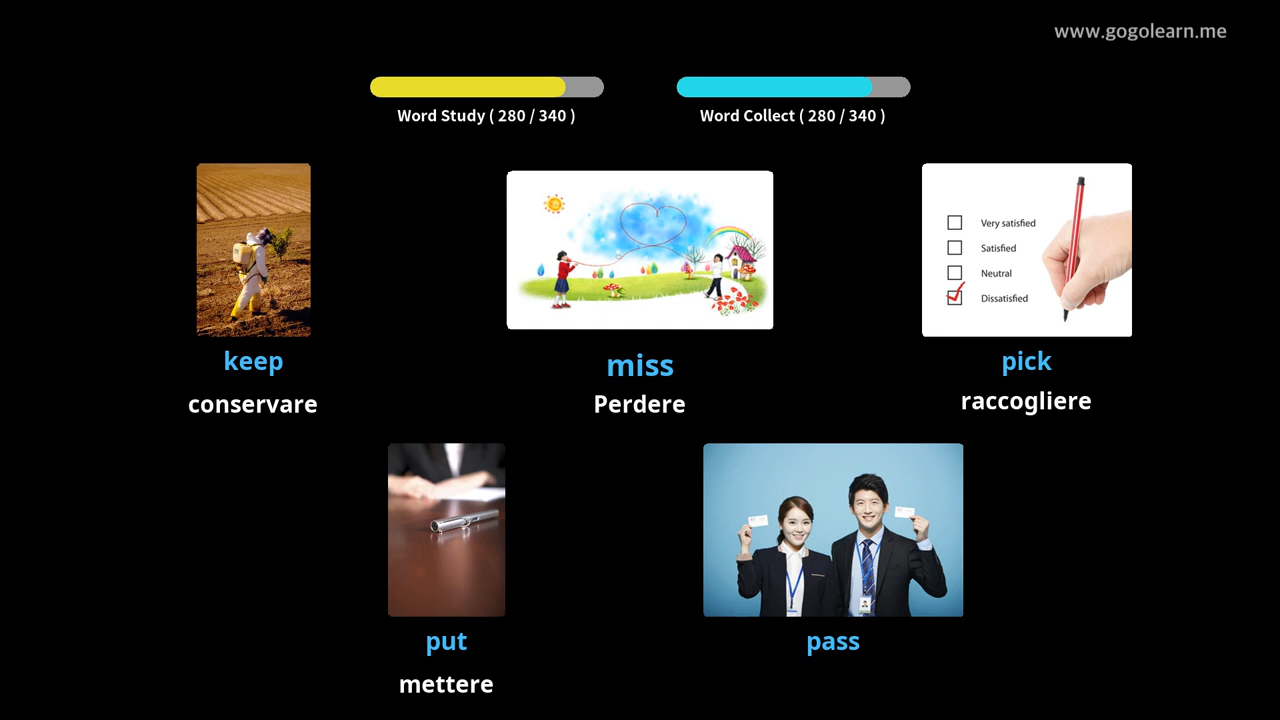 www.gogolearn.me
Word Study ( 280 / 340 )
Word Collect ( 280 / 340 )
Very satisfied
Satisfied
Neutral
Dissatisfied
keep
miss
pick
conservare
Perdere
raccogliere
put
pass
mettere